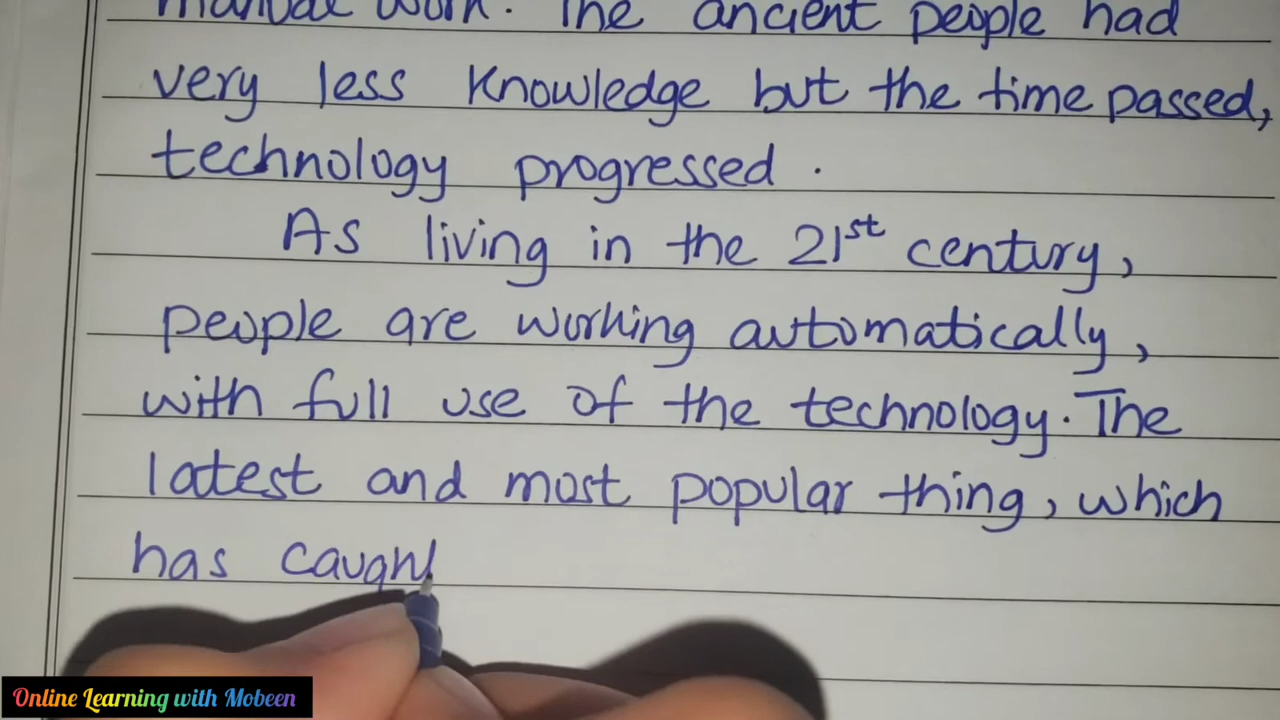 manual work. The ancient people had
very less knowledge but the time passed,
technology progressed.
As living in the 21st century,
people are working automatically,
with full use of the technology. The
latest and most popular thing, which
has caugh
Online Learning with Mobeen